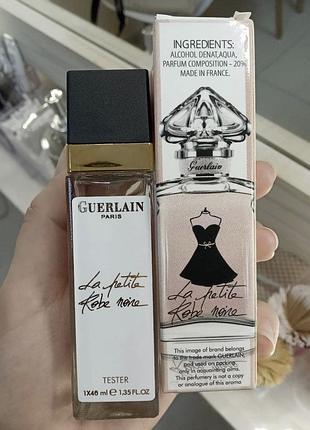 GUERLAIN
PARIS
La petite
Robe noire
TESTER
1X40 ml ℮ 1.35 FL.OZ
INGREDIENTS:
ALCOHOL DENAT,AQUA,
PARFUM COMPOSITION - 20%
MADE IN FRANCE.
Guerlain
La petite
Robe noire
This image of brand belongs
to the trade mark GUERLAIN,
and used on packing
only in acquainting aims.
This perfumery is not a copy
or analogue of this aroma